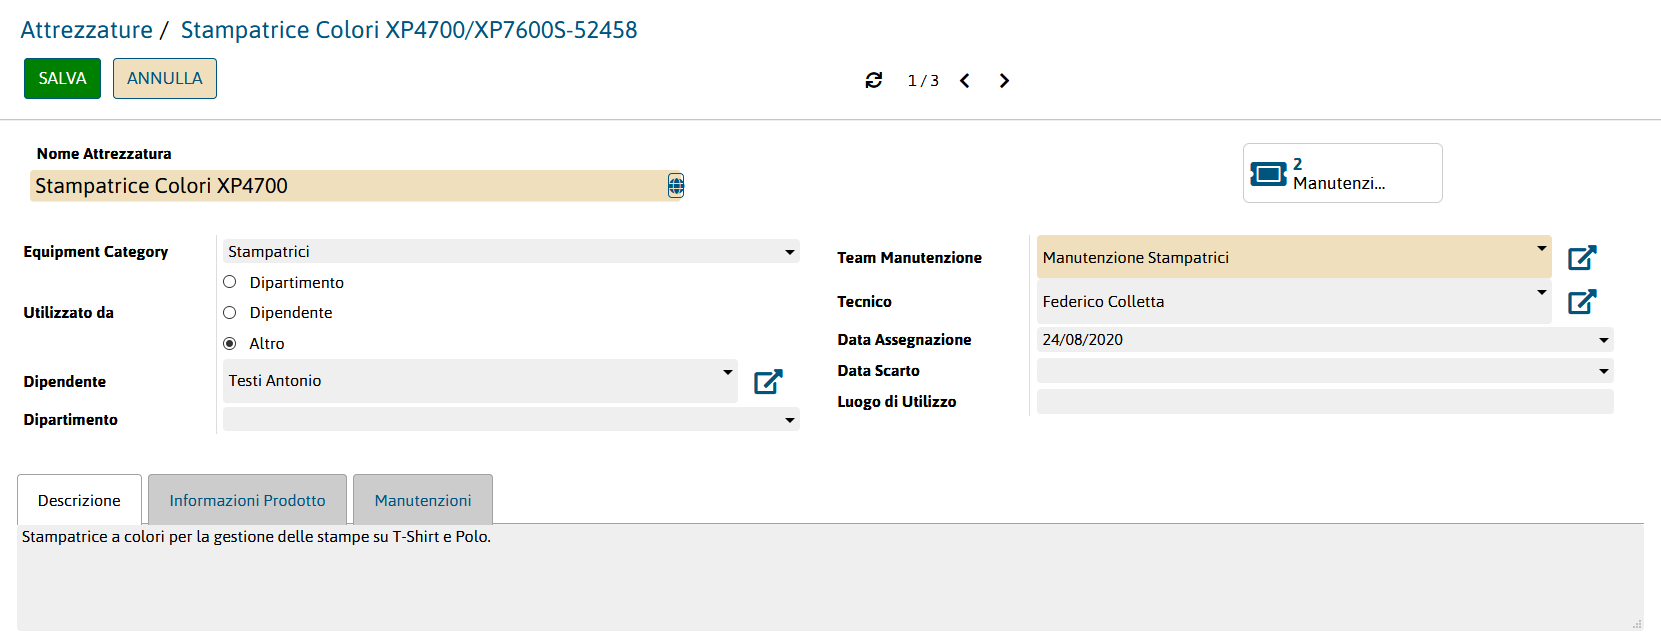 Attrezzature / Stampatrice Colori XP4700/XP7600S-52458
SALVA ANNULLA 1 / 3
Nome Attrezzatura
Stampatrice Colori XP4700
2
Manutenzi...
Equipment Category Stampatrici
Utilizzato da
Dipartimento
Dipendente
Altro
Dipendente Testi Antonio
Dipartimento
Team Manutenzione Manutenzione Stampatrici
Tecnico Federico Colletta
Data Assegnazione 24/08/2020
Data Scarto
Luogo di Utilizzo
Descrizione Informazioni Prodotto Manutenzioni
Stampatrice a colori per la gestione delle stampe su T-Shirt e Polo.